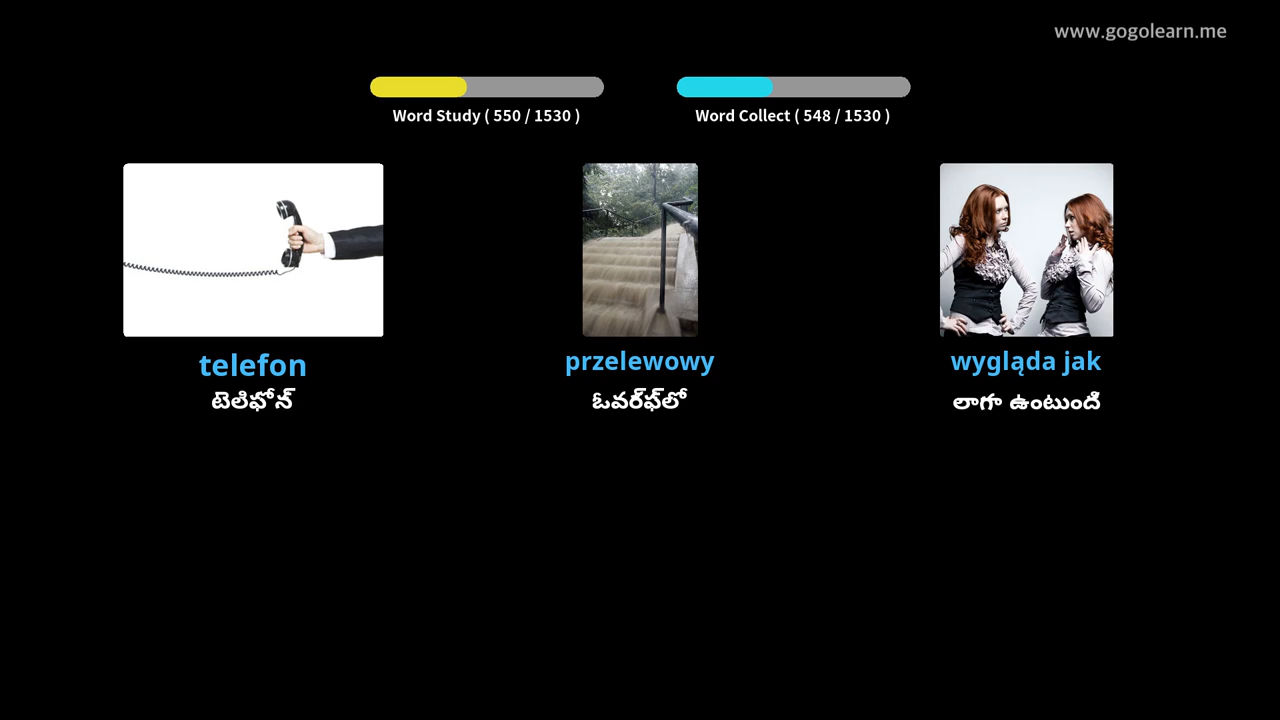 www.gogolearn.me
Word Study ( 550 / 1530 )
Word Collect ( 548 / 1530 )
telefon
టెలిఫోన్
przelewowy
ఓవర్ఫ్‌లో
wygląda jak
లాగా ఉంటుంది